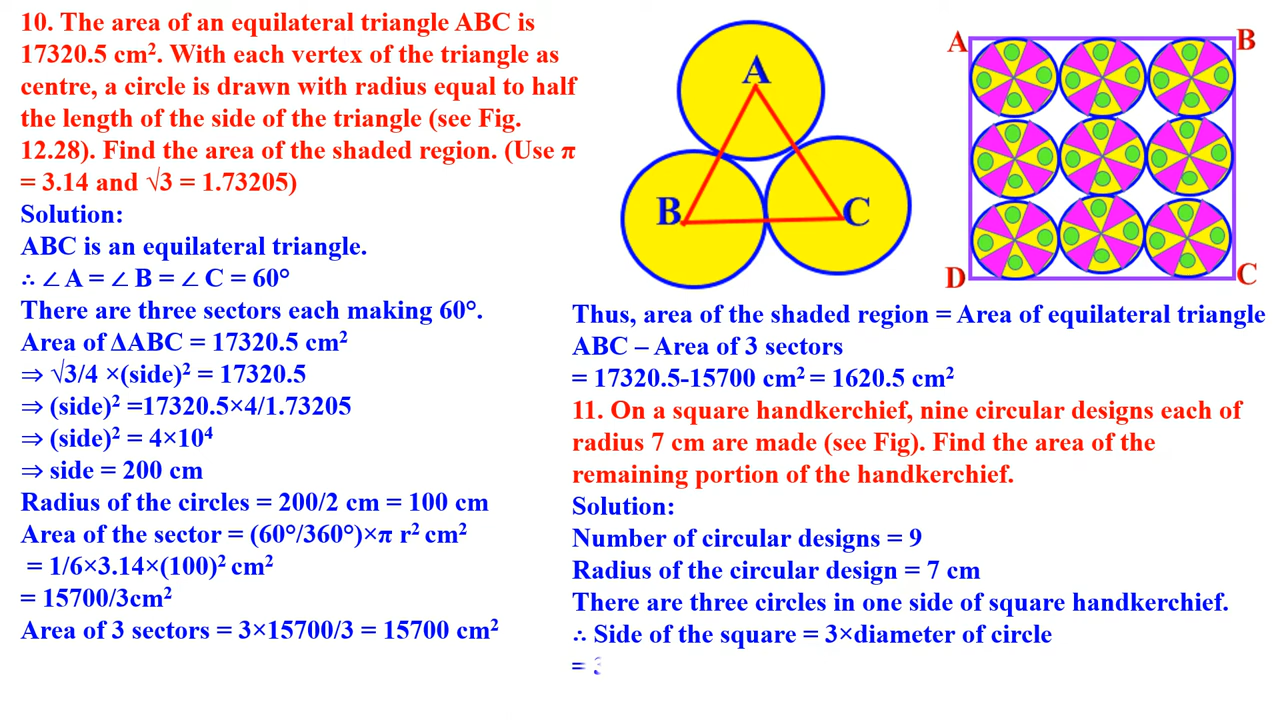 10. The area of an equilateral triangle ABC is
17320.5 cm². With each vertex of the triangle as
centre, a circle is drawn with radius equal to half
the length of the side of the triangle (see Fig.
12.28). Find the area of the shaded region. (Use π
= 3.14 and √3 = 1.73205)
Solution:
ABC is an equilateral triangle.
∴ ∠ A = ∠ B = ∠ C = 60°
There are three sectors each making 60°.
Area of ΔABC = 17320.5 cm²
⇒ √3/4 ×(side)² = 17320.5
⇒ (side)² =17320.5×4/1.73205
⇒ (side)² = 4×10⁴
⇒ side = 200 cm
Radius of the circles = 200/2 cm = 100 cm
Area of the sector = (60°/360°)×π r² cm²
= 1/6×3.14×(100)² cm²
= 15700/3cm²
Area of 3 sectors = 3×15700/3 = 15700 cm²
A
B
C
A
B
D
C
Thus, area of the shaded region = Area of equilateral triangle
ABC – Area of 3 sectors
= 17320.5-15700 cm² = 1620.5 cm²
11. On a square handkerchief, nine circular designs each of
radius 7 cm are made (see Fig). Find the area of the
remaining portion of the handkerchief.
Solution:
Number of circular designs = 9
Radius of the circular design = 7 cm
There are three circles in one side of square handkerchief.
∴ Side of the square = 3×diameter of circle
=